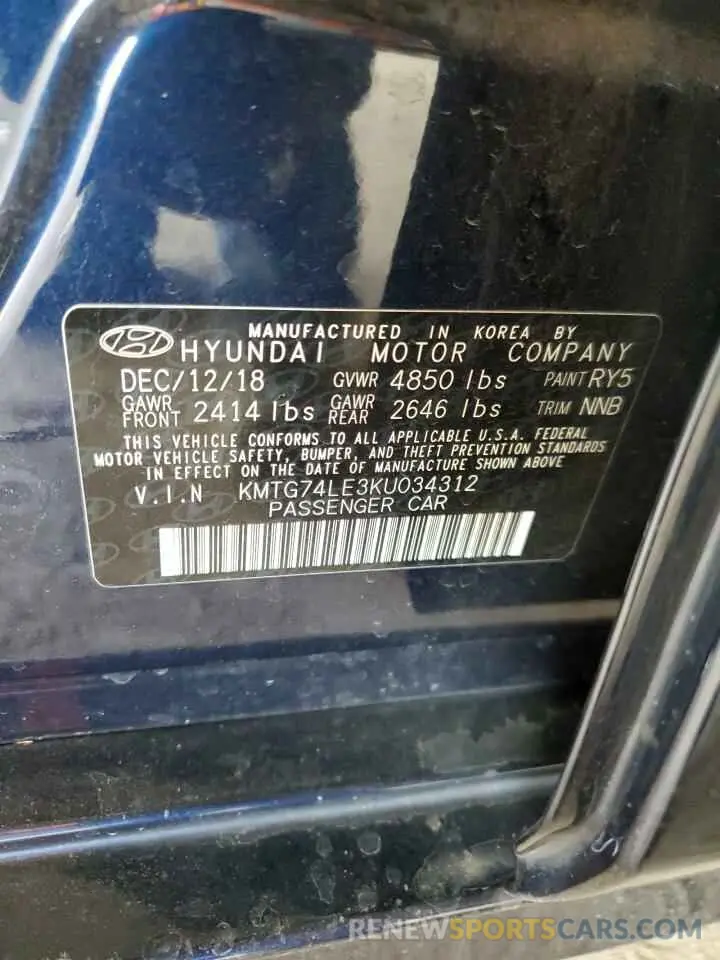 MANUFACTURED IN KOREA BY
HYUNDAI MOTOR COMPANY
DEC/12/18 GVWR 4850 lbs PAINT RY5
GAWR FRONT 2414 lbs GAWR REAR 2646 lbs TRIM NNB
THIS VEHICLE CONFORMS TO ALL APPLICABLE U.S.A. FEDERAL
MOTOR VEHICLE SAFETY, BUMPER, AND THEFT PREVENTION STANDARDS
IN EFFECT ON THE DATE OF MANUFACTURE SHOWN ABOVE
V.I.N KMTG74LE3KU034312
PASSENGER CAR
RENEWSPORTSCARS.COM